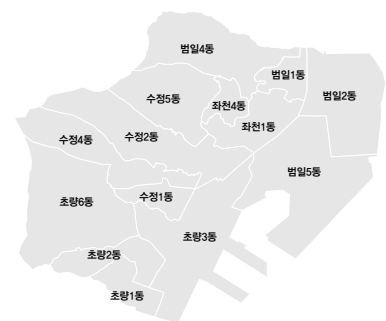 범일4동
범일1동
범일2동
수정5동
좌천4동
좌천1동
수정4동
수정2동
범일5동
수정1동
초량6동
초량3동
초량2동
초량1동